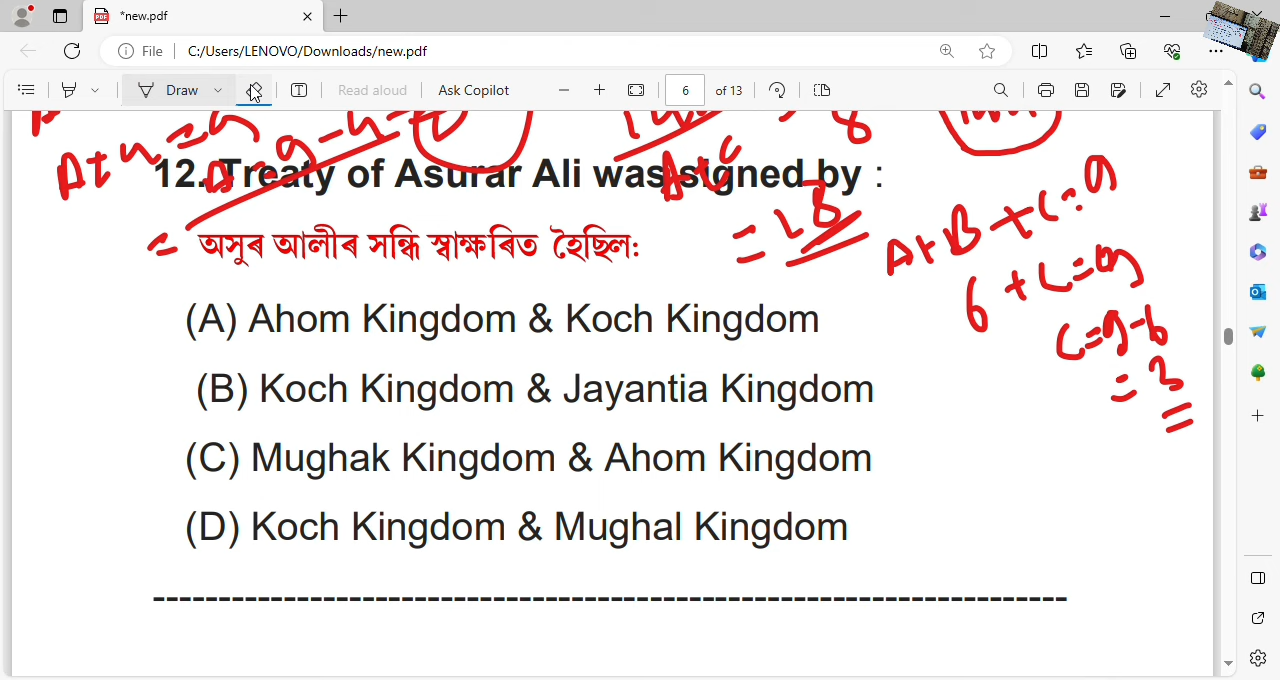 *new.pdf
File
C:/Users/LENOVO/Downloads/new.pdf
Draw
Read aloud
Ask Copilot
6 of 13
12. Treaty of Asurar Ali was signed by :
= অসুৰ আলীৰ সন্ধি স্বাক্ষৰিত হৈছিল:
(A) Ahom Kingdom & Koch Kingdom
(B) Koch Kingdom & Jayantia Kingdom
(C) Mughak Kingdom & Ahom Kingdom
(D) Koch Kingdom & Mughal Kingdom
A+C
= 28
A+B+C=9
6+C=9
C=9-6
=3